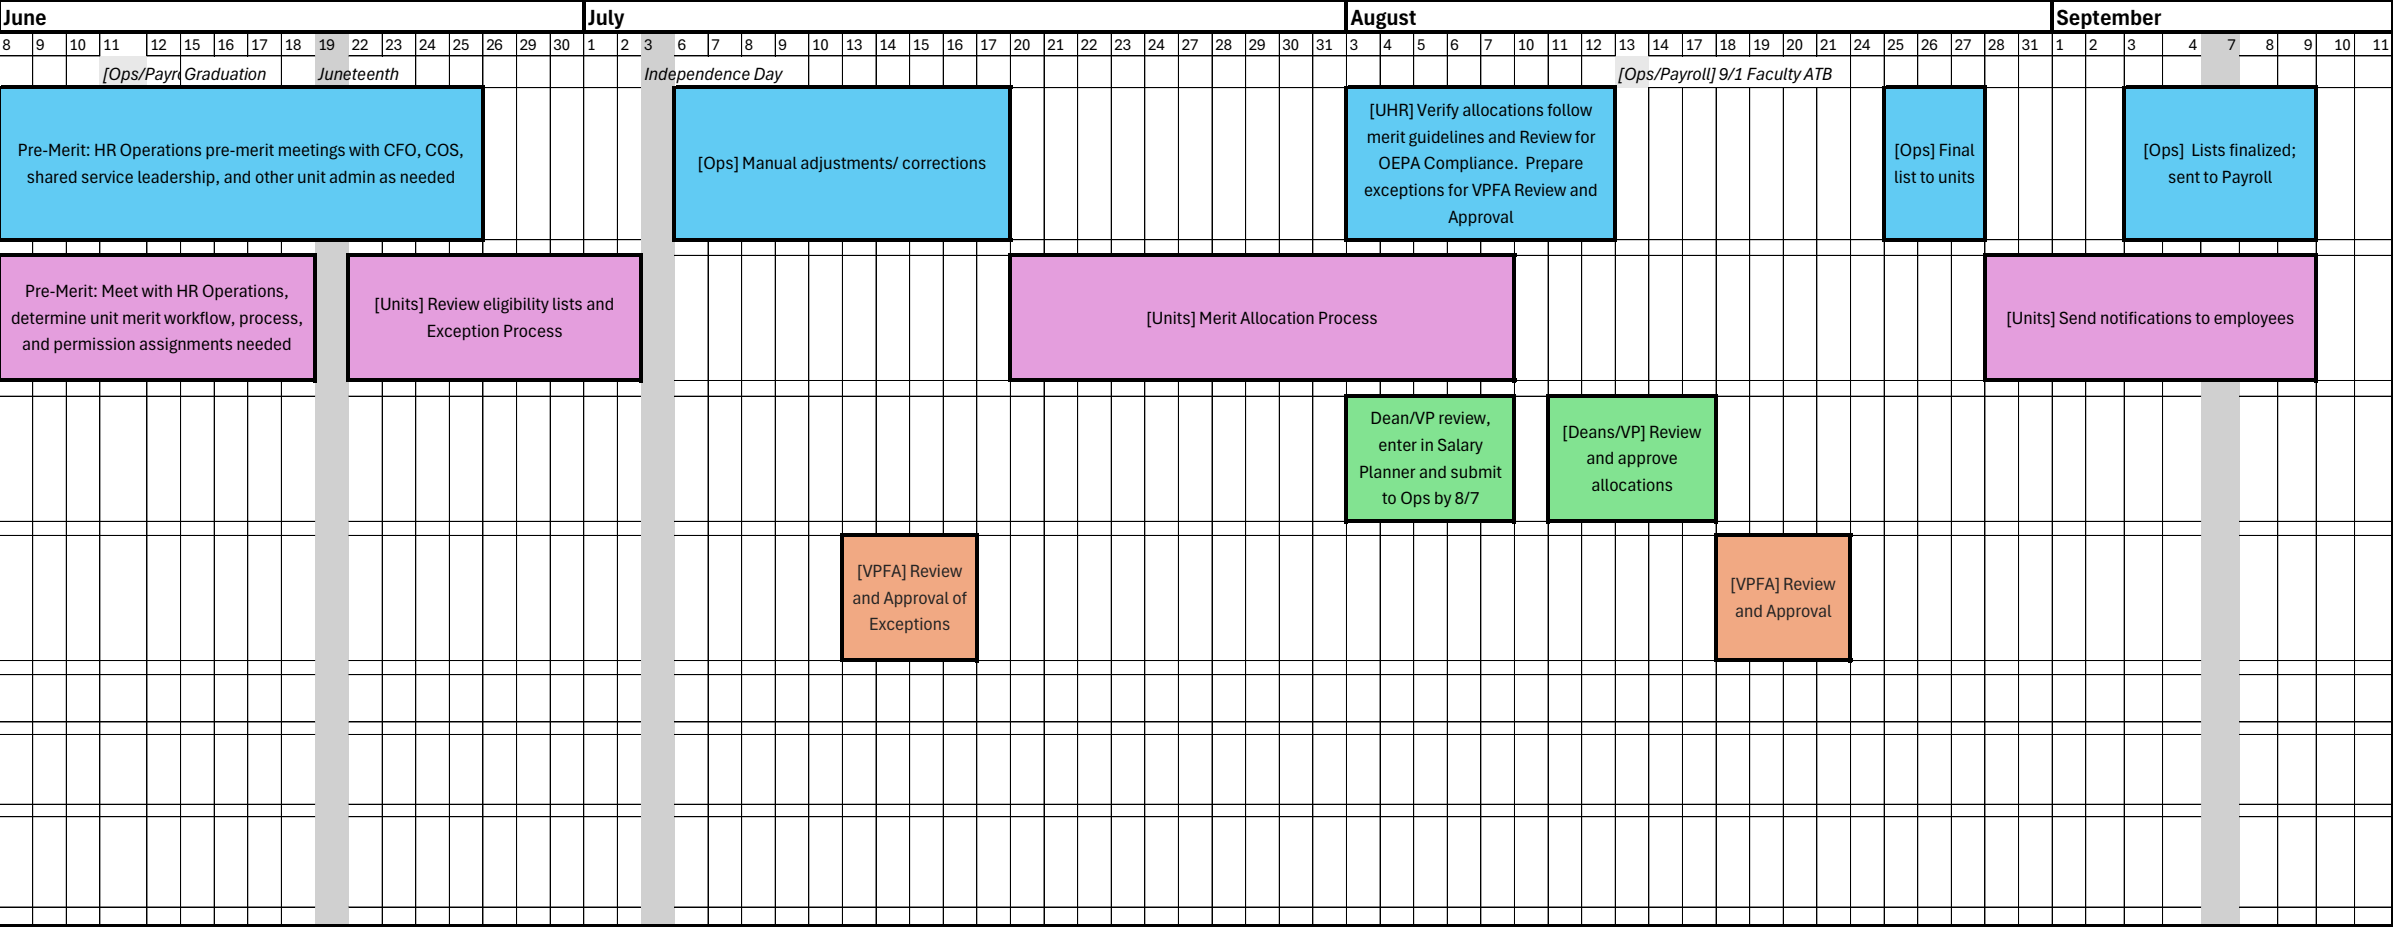 June July August September
8 9 10 11 12 15 16 17 18 19 22 23 24 25 26 29 30 1 2 3 6 7 8 9 10 13 14 15 16 17 20 21 22 23 24 27 28 29 30 31 3 4 5 6 7 10 11 12 13 14 17 18 19 20 21 24 25 26 27 28 31 1 2 3 4 7 8 9 10 11
[Ops/Payr Graduation Juneteenth Independence Day [Ops/Payroll] 9/1 Faculty ATB
Pre-Merit: HR Operations pre-merit meetings with CFO, COS,
shared service leadership, and other unit admin as needed
[Ops] Manual adjustments/ corrections
[UHR] Verify allocations follow
merit guidelines and Review for
OEPA Compliance.  Prepare
exceptions for VPFA Review and
Approval
[Ops] Final
list to units
[Ops]  Lists finalized;
sent to Payroll
Pre-Merit: Meet with HR Operations,
determine unit merit workflow, process,
and permission assignments needed
[Units] Review eligibility lists and
Exception Process
[Units] Merit Allocation Process
[Units] Send notifications to employees
Dean/VP review,
enter in Salary
Planner and submit
to Ops by 8/7
[Deans/VP] Review
and approve
allocations
[VPFA] Review
and Approval of
Exceptions
[VPFA] Review
and Approval